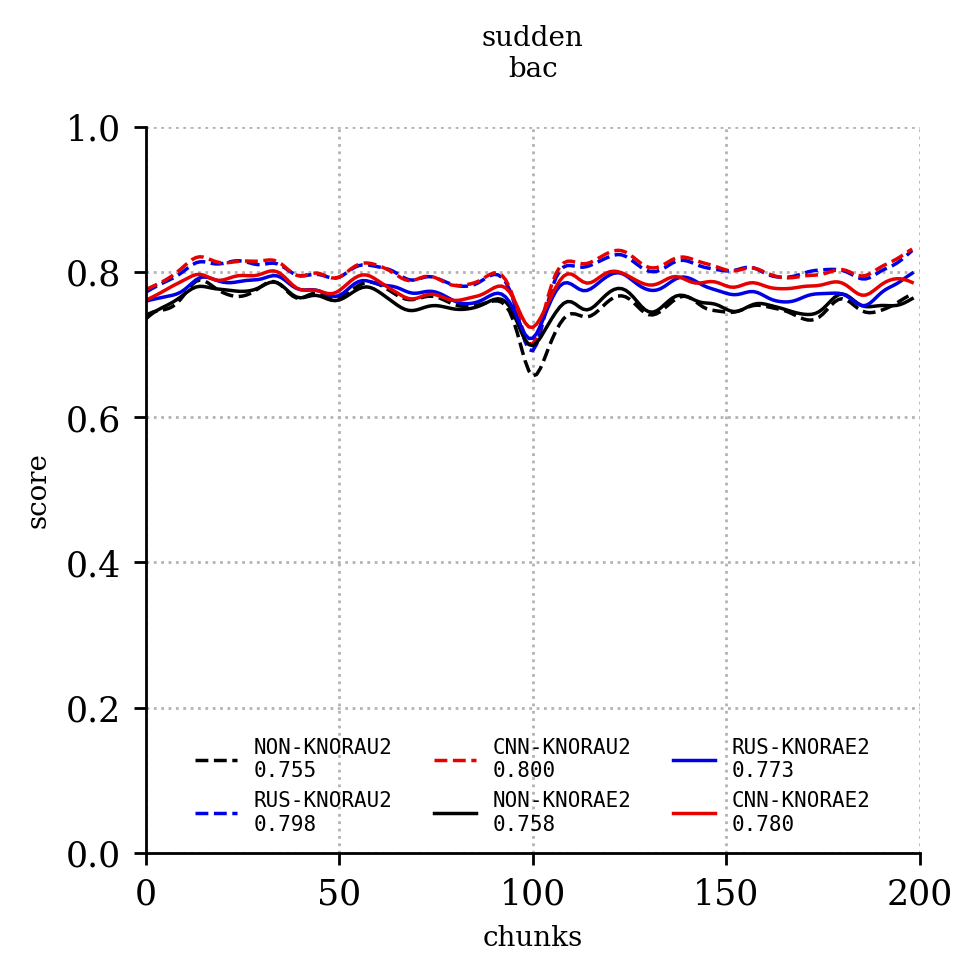 sudden
bac
1.0
0.8
0.6
0.4
0.2
0.0
score
NON-KNORAU2
0.755
RUS-KNORAU2
0.798
CNN-KNORAU2
0.800
NON-KNORAE2
0.758
RUS-KNORAE2
0.773
CNN-KNORAE2
0.780
0 50 100 150 200
chunks